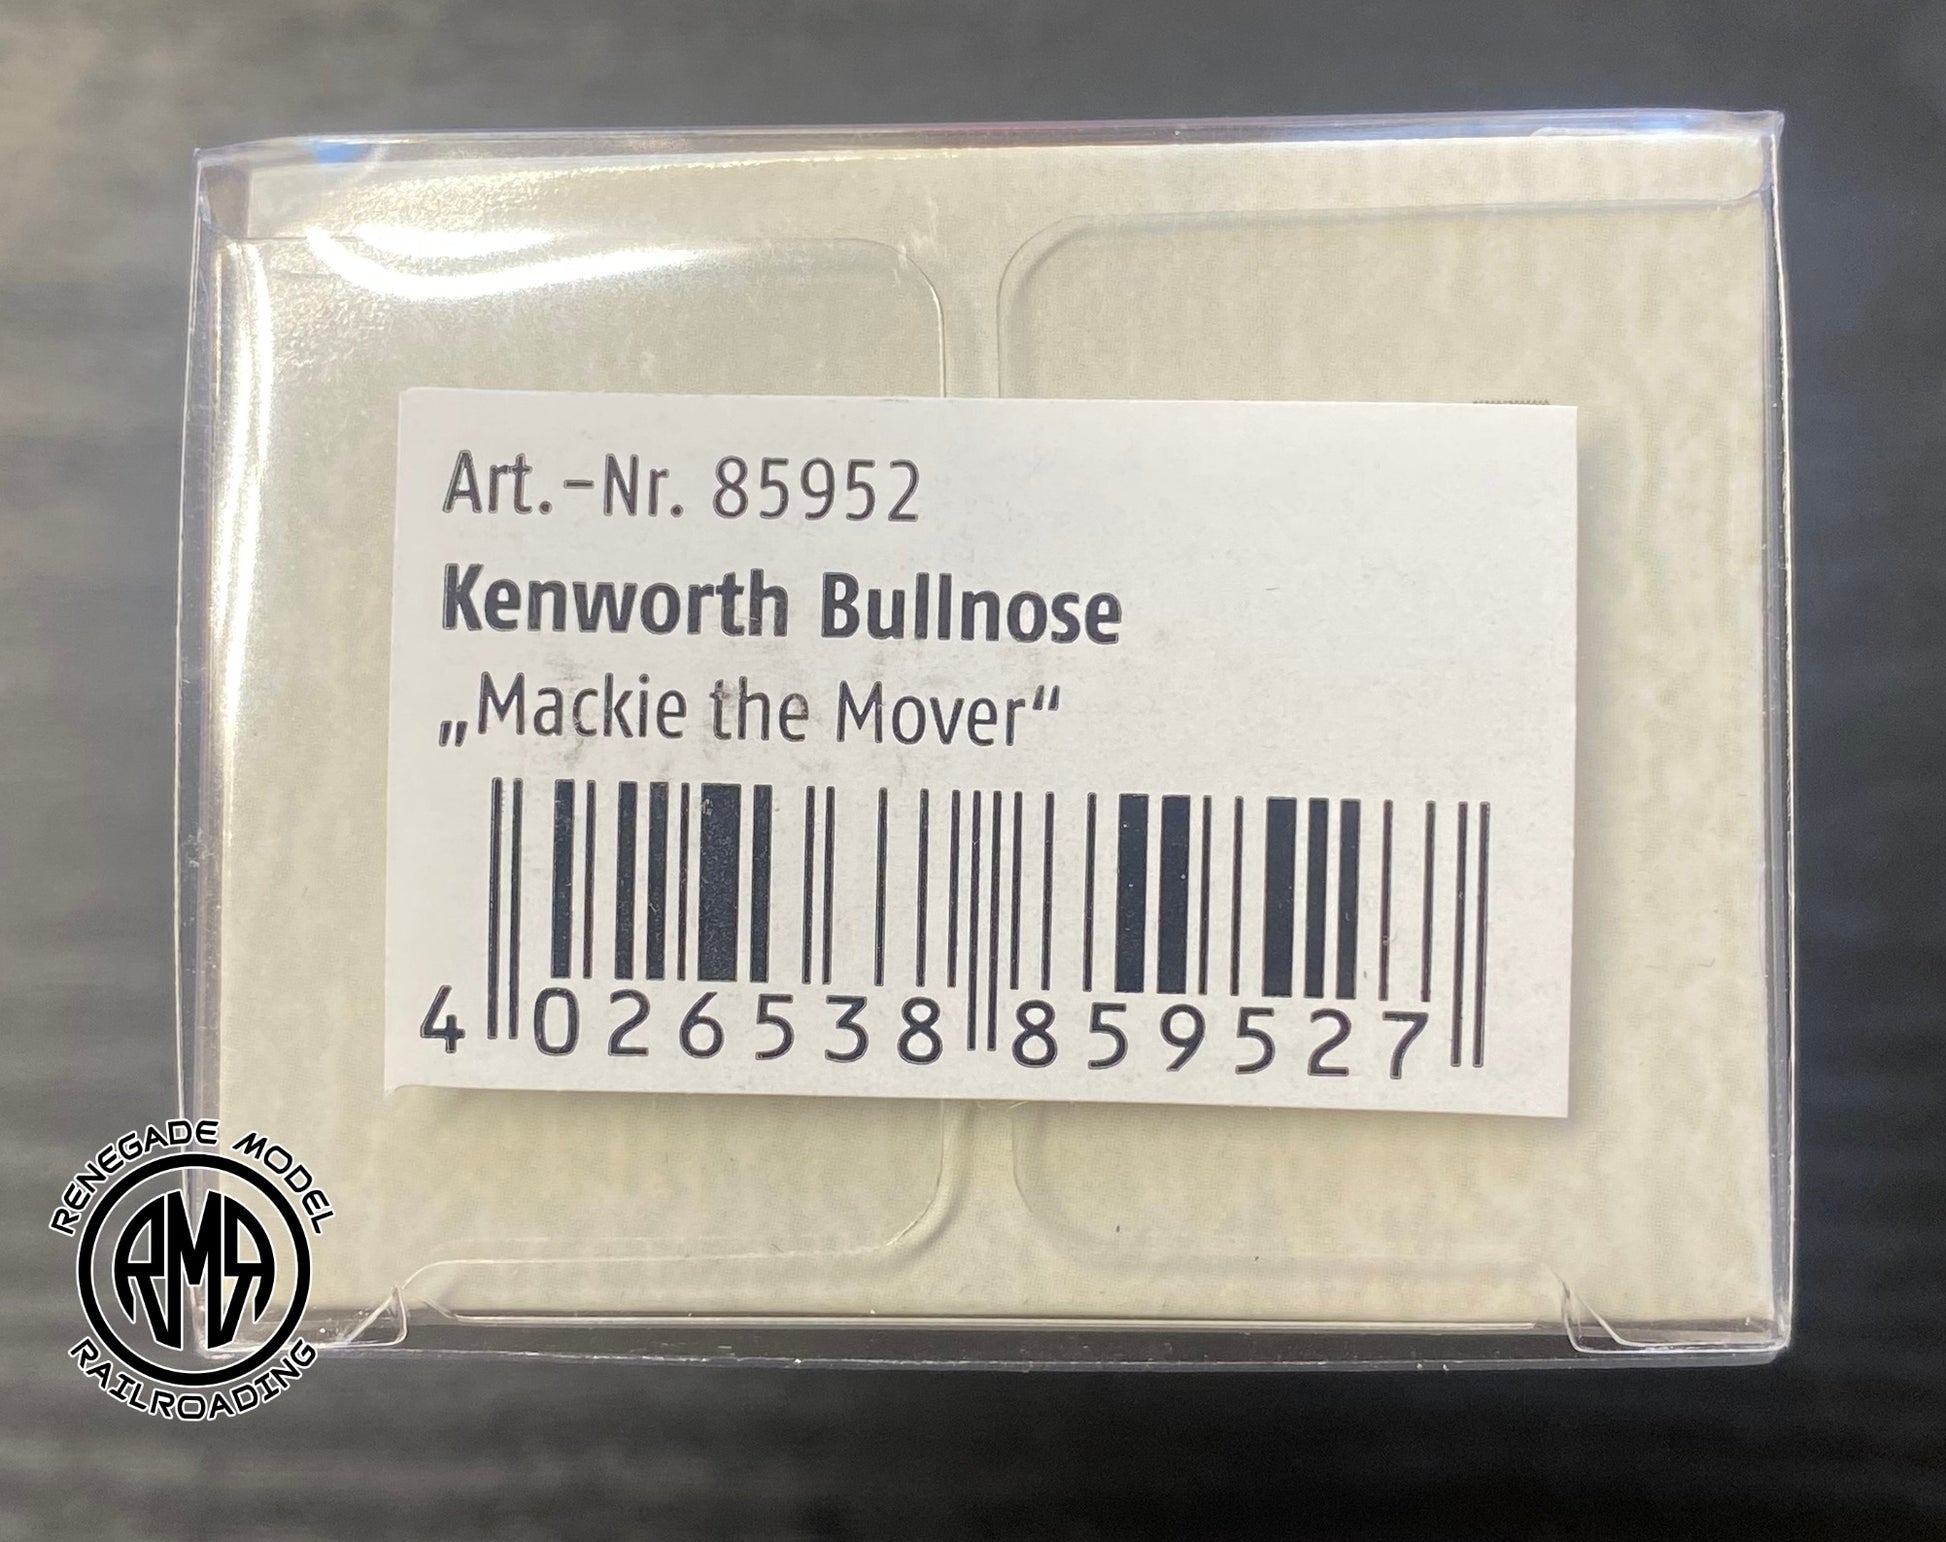 Art.-Nr. 85952
Kenworth Bullnose
„Mackie the Mover“
4 026538 859527
RENEGADE MODEL
RMR
RAILROADING